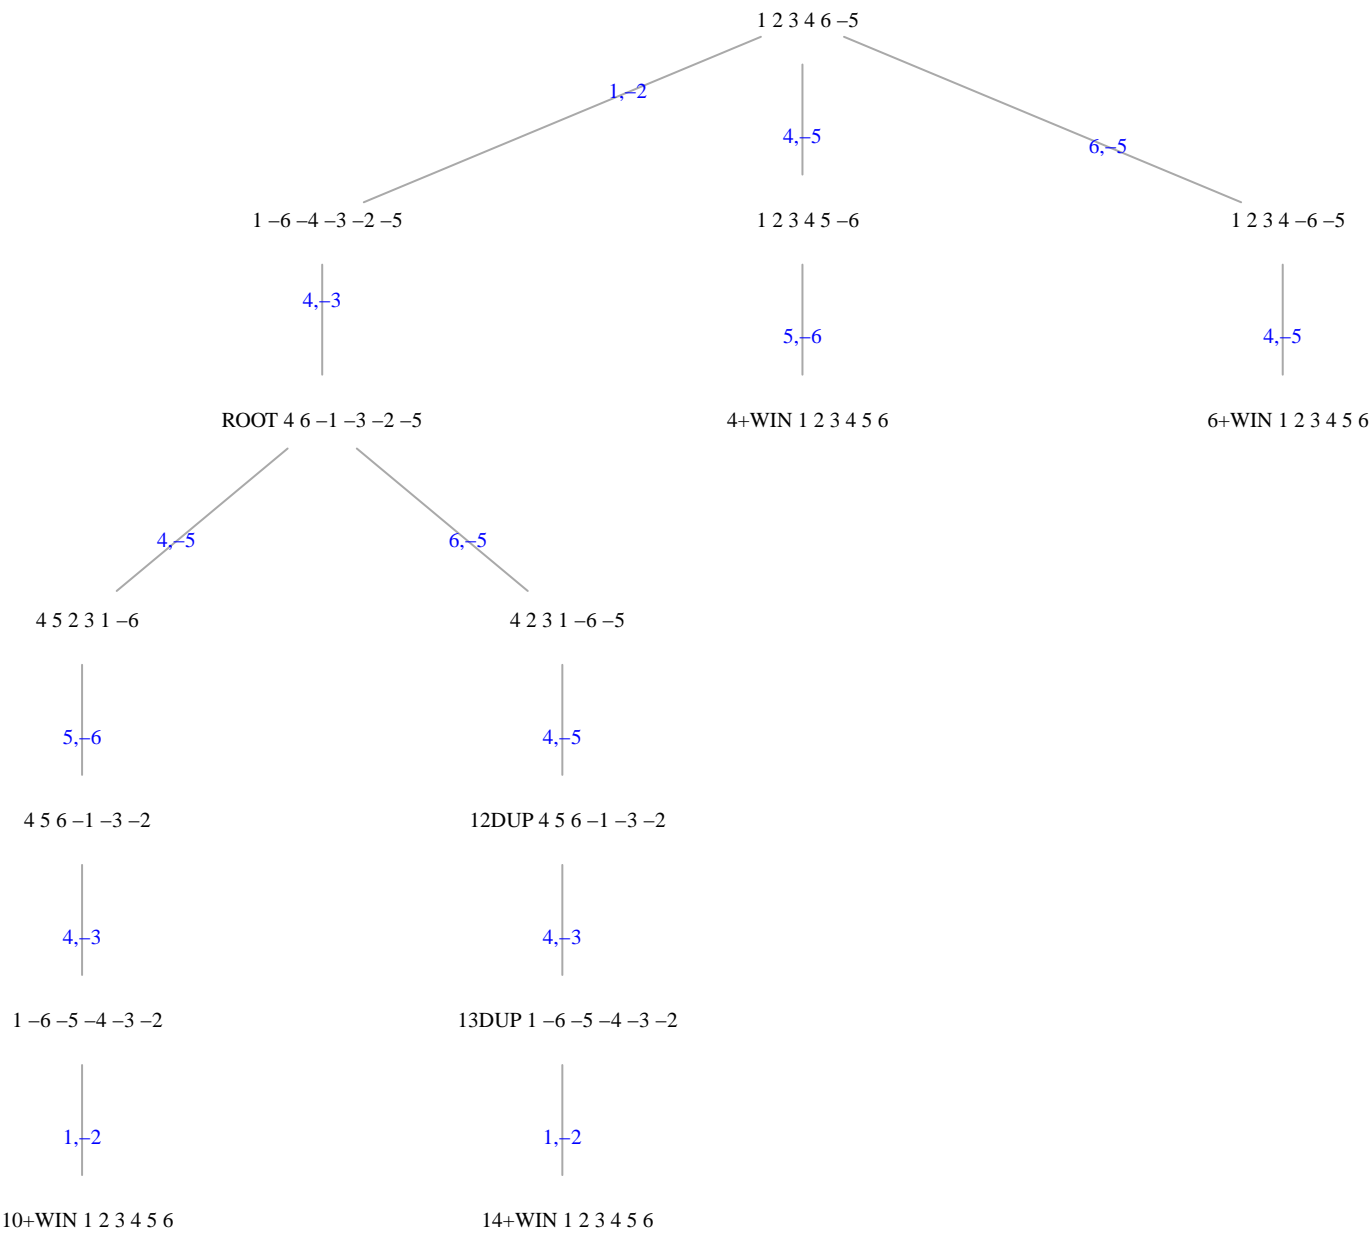 1 2 3 4 6 –5
1,–2
4,–5
6,–5
1 –6 –4 –3 –2 –5
1 2 3 4 5 –6
1 2 3 4 –6 –5
4,–3
5,–6
4,–5
ROOT 4 6 –1 –3 –2 –5
4+WIN 1 2 3 4 5 6
6+WIN 1 2 3 4 5 6
4,–5
6,–5
4 5 2 3 1 –6
4 2 3 1 –6 –5
5,–6
4,–5
4 5 6 –1 –3 –2
12DUP 4 5 6 –1 –3 –2
4,–3
4,–3
1 –6 –5 –4 –3 –2
13DUP 1 –6 –5 –4 –3 –2
1,–2
1,–2
10+WIN 1 2 3 4 5 6
14+WIN 1 2 3 4 5 6